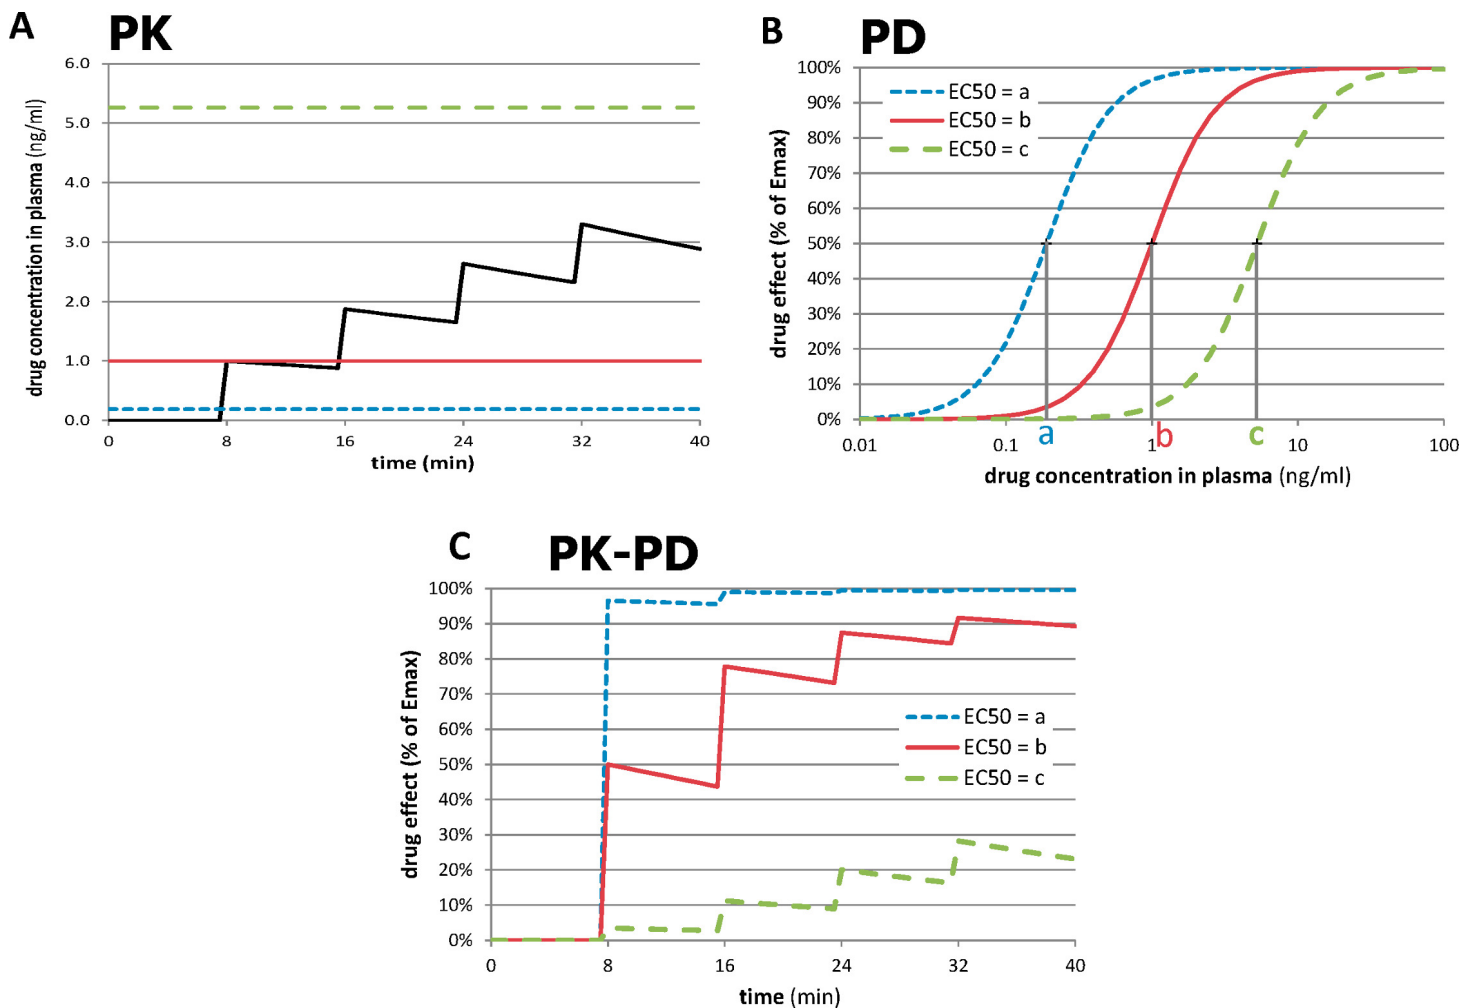 A PK
drug concentration in plasma (ng/ml)
6.0
5.0
4.0
3.0
2.0
1.0
0.0
0 8 16 24 32 40
time (min)
B PD
drug effect (% of Emax)
100%
90%
80%
70%
60%
50%
40%
30%
20%
10%
0%
EC50 = a
EC50 = b
EC50 = c
a b c
0.01 0.1 1 10 100
drug concentration in plasma (ng/ml)
C PK-PD
drug effect (% of Emax)
100%
90%
80%
70%
60%
50%
40%
30%
20%
10%
0%
EC50 = a
EC50 = b
EC50 = c
0 8 16 24 32 40
time (min)